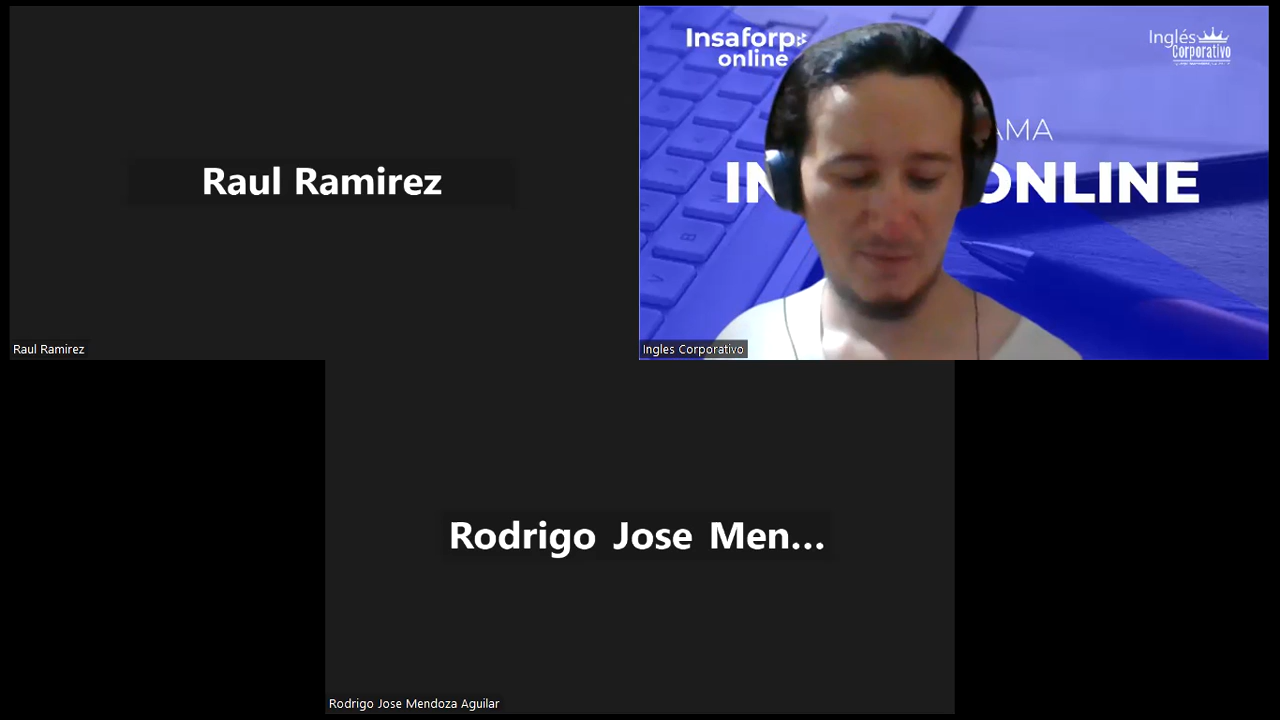 Raul Ramirez
Raul Ramirez
Insaforp
online
Inglés
Corporativo
AMA
IN ONLINE
Ingles Corporativo
Rodrigo Jose Men...
Rodrigo Jose Mendoza Aguilar